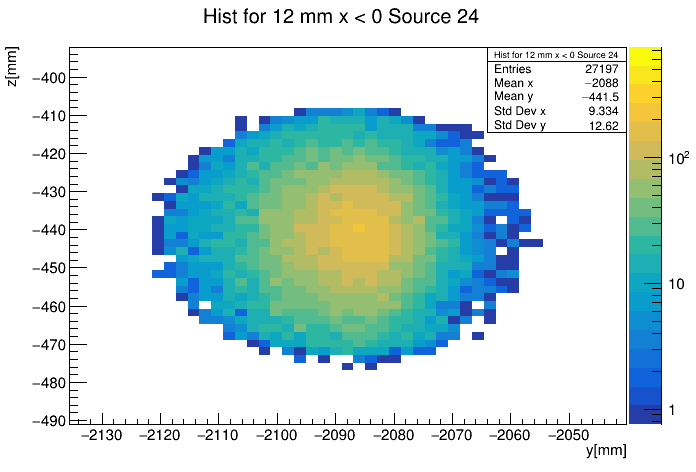 Hist for 12 mm x < 0 Source 24
z[mm]
Hist for 12 mm x < 0 Source 24
Entries 27197
Mean x −2088
Mean y −441.5
Std Dev x 9.334
Std Dev y 12.62
−400
−410
−420
−430
−440
−450
−460
−470
−480
−490
10²
10
1
−2130 −2120 −2110 −2100 −2090 −2080 −2070 −2060 −2050
y[mm]